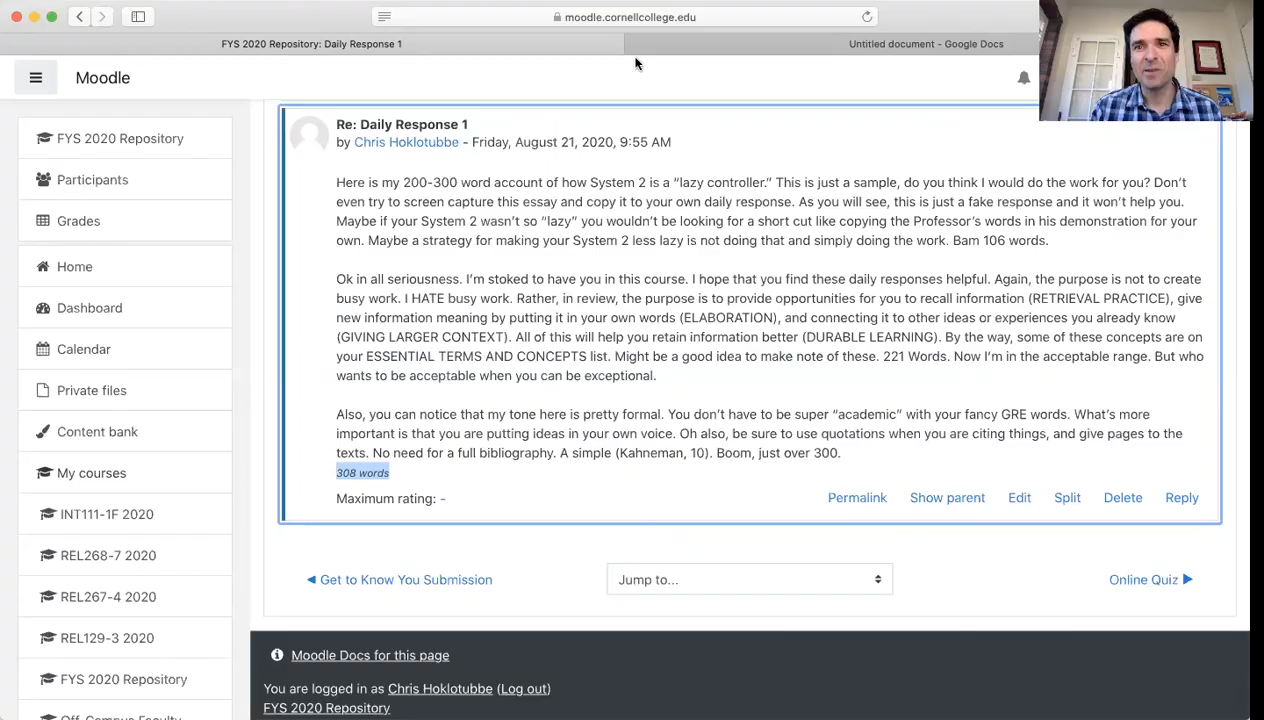 moodle.cornellcollege.edu
FYS 2020 Repository: Daily Response 1
Untitled document - Google Docs
Moodle
FYS 2020 Repository
Participants
Grades
Home
Dashboard
Calendar
Private files
Content bank
My courses
INT111-1F 2020
REL268-7 2020
REL267-4 2020
REL129-3 2020
FYS 2020 Repository
Off-Campus Faculty
Re: Daily Response 1
by Chris Hoklotubbe - Friday, August 21, 2020, 9:55 AM
Here is my 200-300 word account of how System 2 is a “lazy controller.” This is just a sample, do you think I would do the work for you? Don’t
even try to screen capture this essay and copy it to your own daily response. As you will see, this is just a fake response and it won’t help you.
Maybe if your System 2 wasn’t so “lazy” you wouldn’t be looking for a short cut like copying the Professor’s words in his demonstration for your
own. Maybe a strategy for making your System 2 less lazy is not doing that and simply doing the work. Bam 106 words.
Ok in all seriousness. I’m stoked to have you in this course. I hope that you find these daily responses helpful. Again, the purpose is not to create
busy work. I HATE busy work. Rather, in review, the purpose is to provide opportunities for you to recall information (RETRIEVAL PRACTICE), give
new information meaning by putting it in your own words (ELABORATION), and connecting it to other ideas or experiences you already know
(GIVING LARGER CONTEXT). All of this will help you retain information better (DURABLE LEARNING). By the way, some of these concepts are on
your ESSENTIAL TERMS AND CONCEPTS list. Might be a good idea to make note of these. 221 Words. Now I’m in the acceptable range. But who
wants to be acceptable when you can be exceptional.
Also, you can notice that my tone here is pretty formal. You don’t have to be super “academic” with your fancy GRE words. What’s more
important is that you are putting ideas in your own voice. Oh also, be sure to use quotations when you are citing things, and give pages to the
texts. No need for a full bibliography. A simple (Kahneman, 10). Boom, just over 300.
308 words
Maximum rating: -
Permalink Show parent Edit Split Delete Reply
◀ Get to Know You Submission
Jump to...
Online Quiz ▶
Moodle Docs for this page
You are logged in as Chris Hoklotubbe (Log out)
FYS 2020 Repository